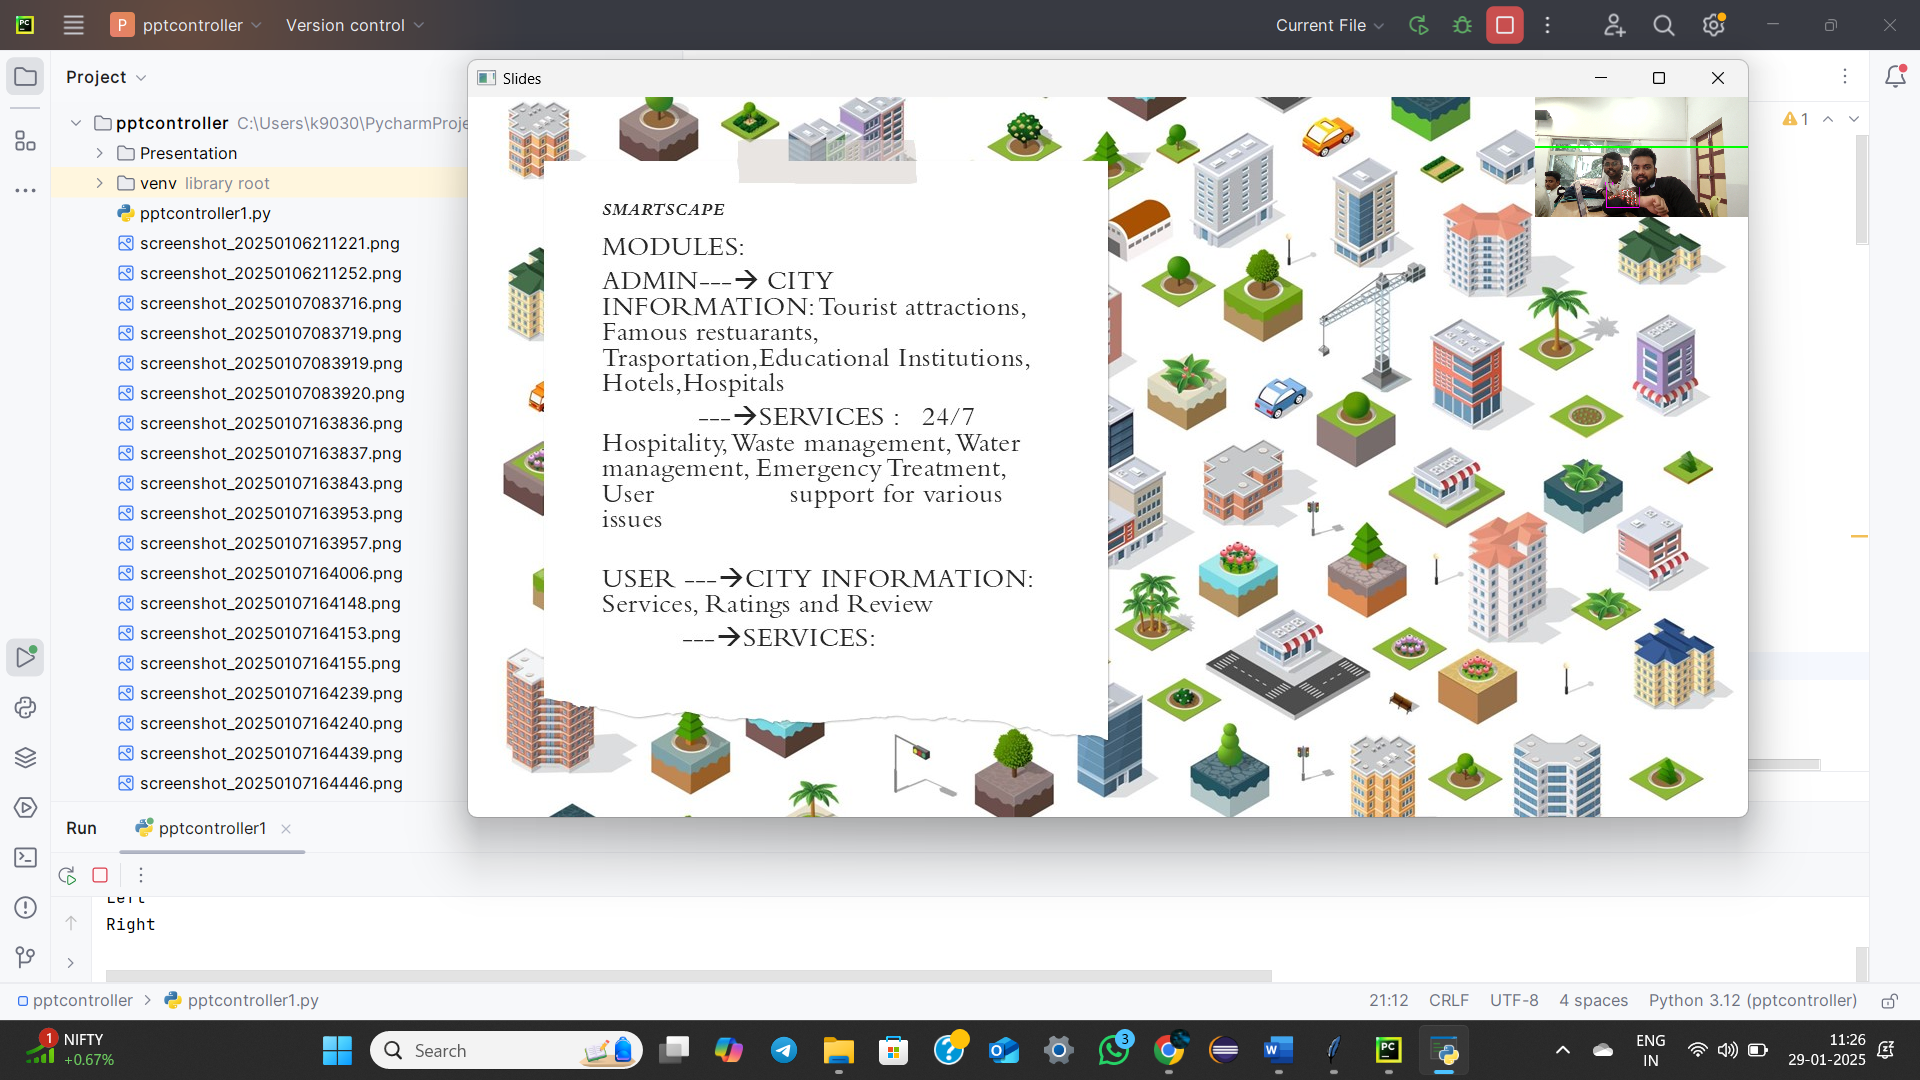 PC
P
pptcontroller
Version control
Current File
Project
Slides
1
pptcontroller C:\Users\k9030\PycharmProje
Presentation
venv library root
pptcontroller1.py
screenshot_20250106211221.png
screenshot_20250106211252.png
screenshot_20250107083716.png
screenshot_20250107083719.png
screenshot_20250107083919.png
screenshot_20250107083920.png
screenshot_20250107163836.png
screenshot_20250107163837.png
screenshot_20250107163843.png
screenshot_20250107163953.png
screenshot_20250107163957.png
screenshot_20250107164006.png
screenshot_20250107164148.png
screenshot_20250107164153.png
screenshot_20250107164155.png
screenshot_20250107164239.png
screenshot_20250107164240.png
screenshot_20250107164439.png
screenshot_20250107164446.png
SMARTSCAPE
MODULES:
ADMIN---→ CITY
INFORMATION: Tourist attractions,
Famous restuarants,
Trasportation,Educational Institutions,
Hotels,Hospitals
---→SERVICES : 24/7
Hospitality, Waste management, Water
management, Emergency Treatment,
User support for various
issues
USER ---→CITY INFORMATION:
Services, Ratings and Review
---→SERVICES:
Run
pptcontroller1
Left
Right
pptcontroller > pptcontroller1.py
21:12 CRLF UTF-8 4 spaces Python 3.12 (pptcontroller)
1
NIFTY
+0.67%
Search
3
W
PC
ENG
IN
11:26
29-01-2025